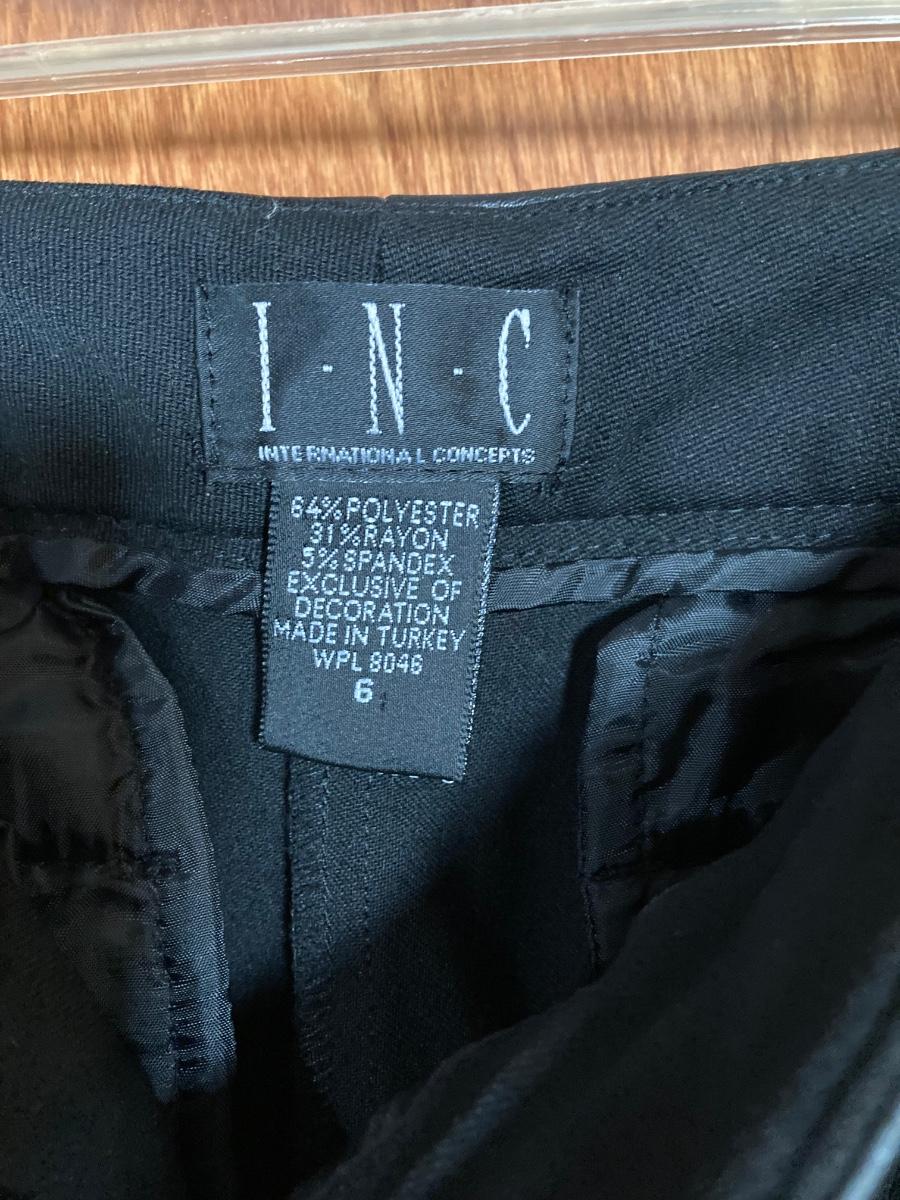 I - N - C
INTERNATIONAL CONCEPTS
64% POLYESTER
31% RAYON
5% SPANDEX
EXCLUSIVE OF
DECORATION
MADE IN TURKEY
WPL 8046
6